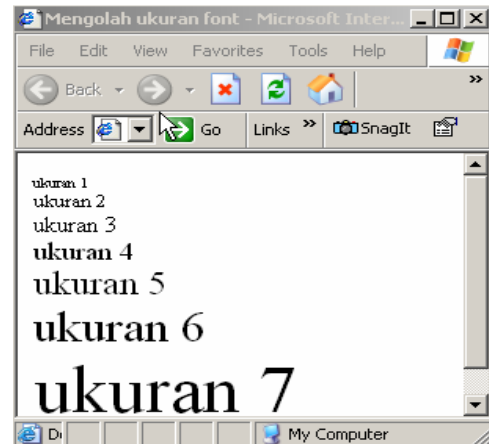 Mengolah ukuran font - Microsoft Inter...
File Edit View Favorites Tools Help
Back
Address Go Links » SnagIt
ukuran 1
ukuran 2
ukuran 3
ukuran 4
ukuran 5
ukuran 6
ukuran 7
My Computer